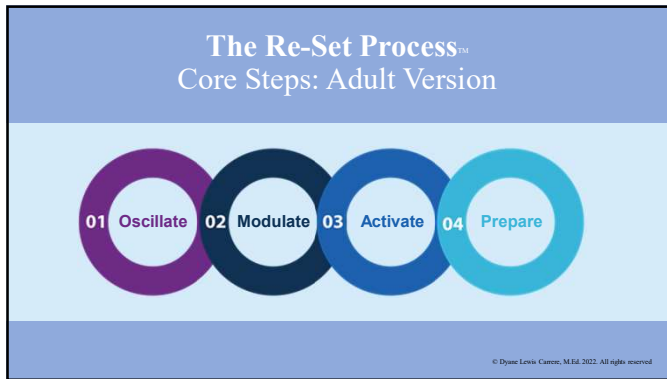 The Re-Set Process™
Core Steps: Adult Version
01 Oscillate 02 Modulate 03 Activate 04 Prepare
© Dyane Lewis Carrere, M.Ed. 2022. All rights reserved